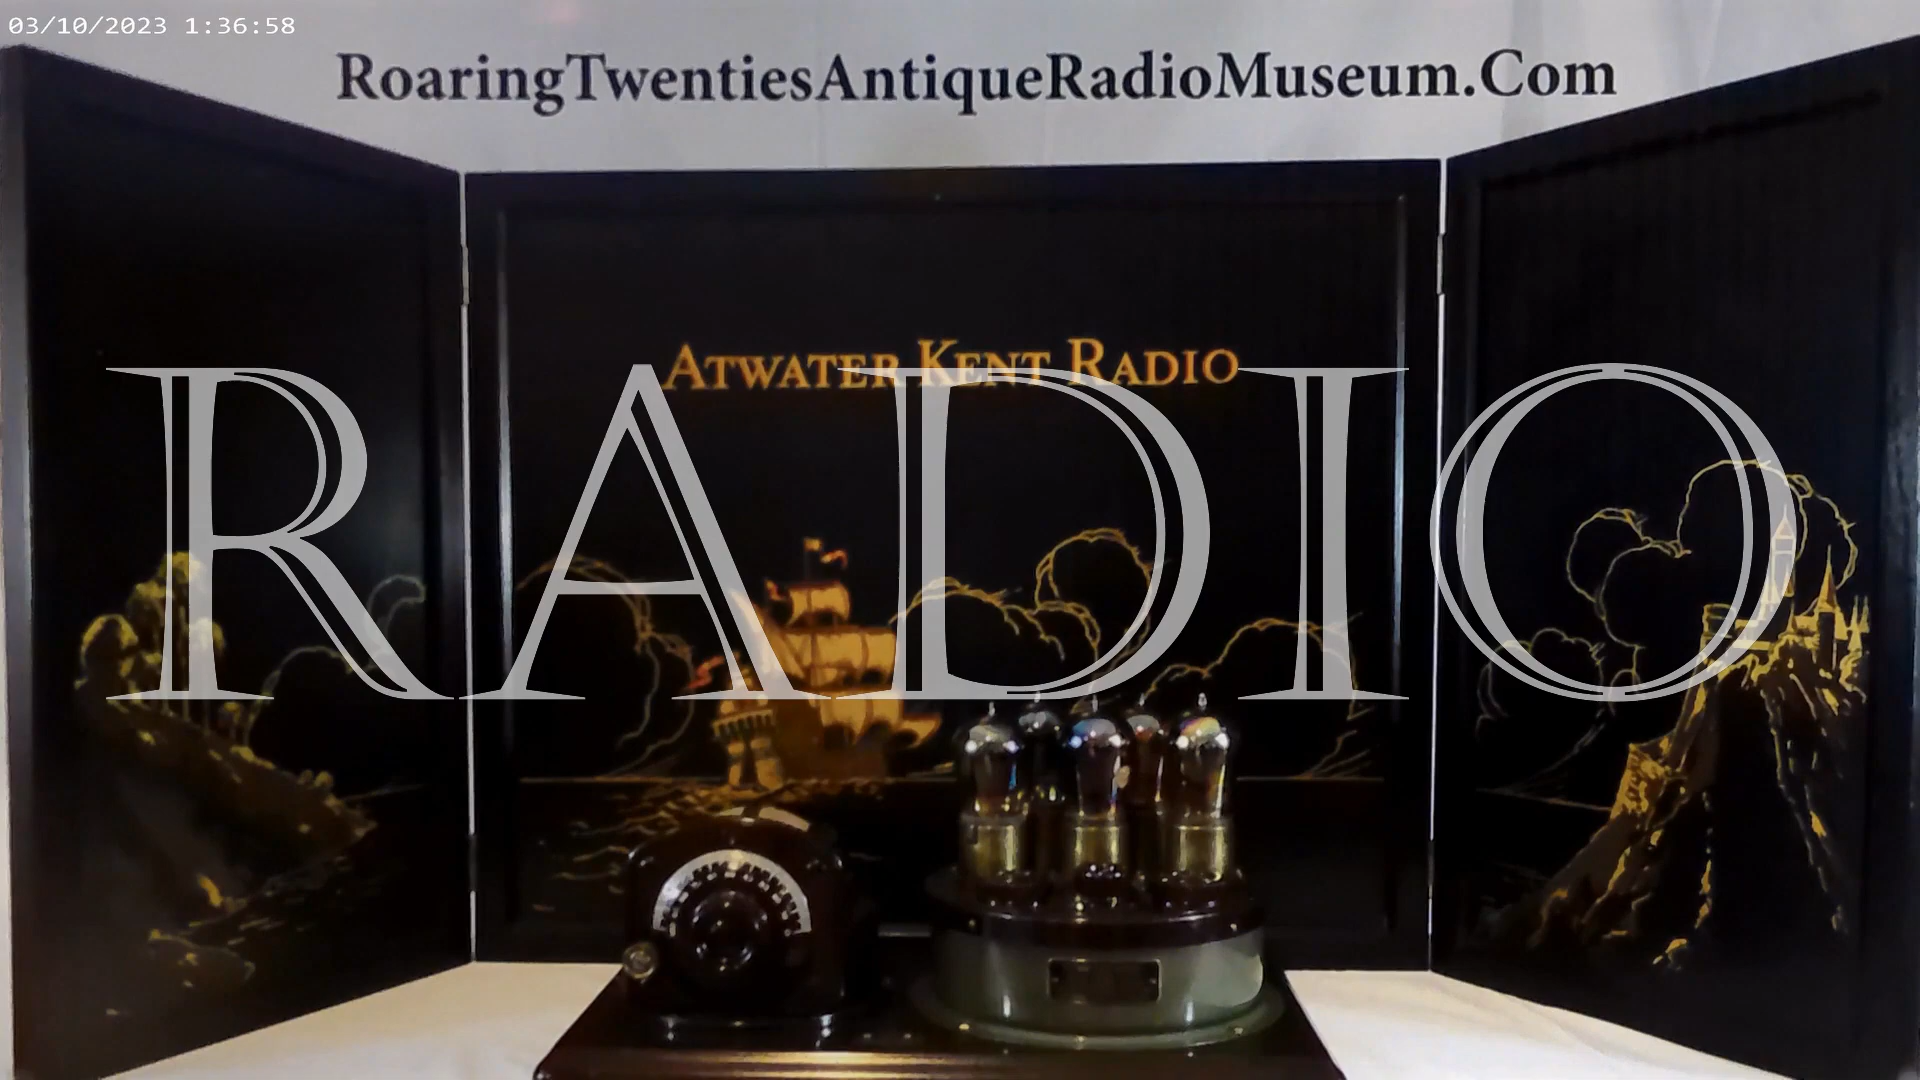 03/10/2023 1:36:58
RoaringTwentiesAntiqueRadioMuseum.Com
ATWATER KENT RADIO
RADIO